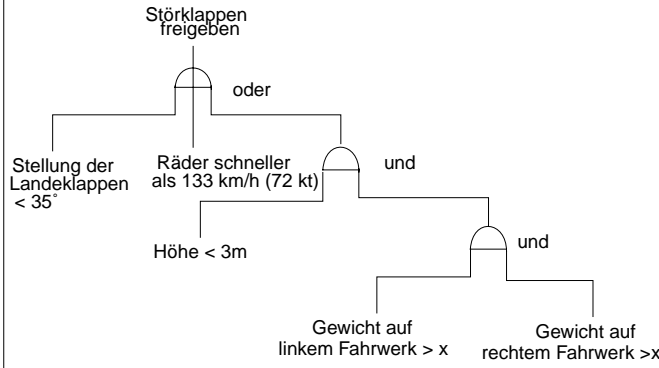 Störklappen
freigeben
oder
Stellung der
Landeklappen
< 35°
Räder schneller
als 133 km/h (72 kt)
und
Höhe < 3m
und
Gewicht auf
linkem Fahrwerk > x
Gewicht auf
rechtem Fahrwerk >x